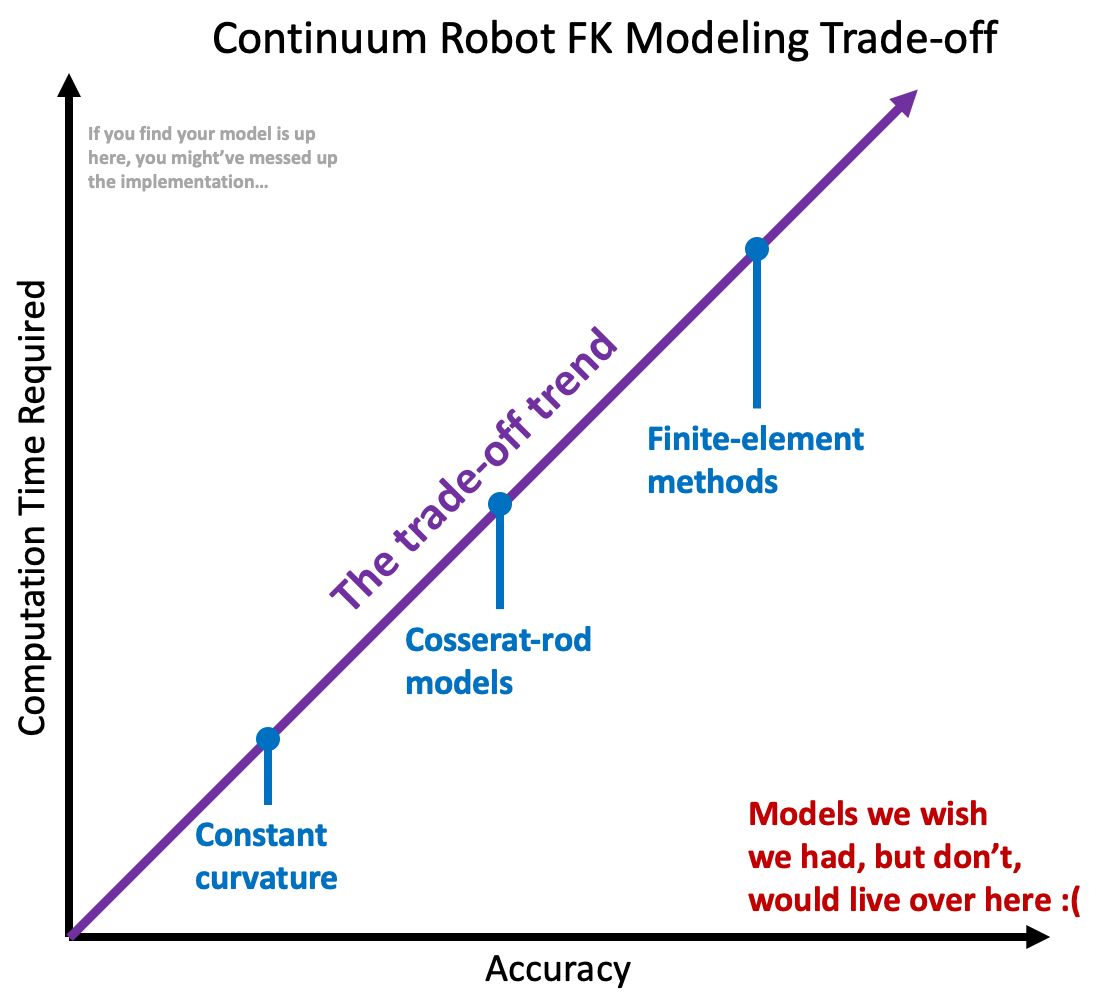 Continuum Robot FK Modeling Trade-off
If you find your model is up
here, you might’ve messed up
the implementation…
Computation Time Required
The trade-off trend
Finite-element
methods
Cosserat-rod
models
Constant
curvature
Models we wish
we had, but don’t,
would live over here :(
Accuracy